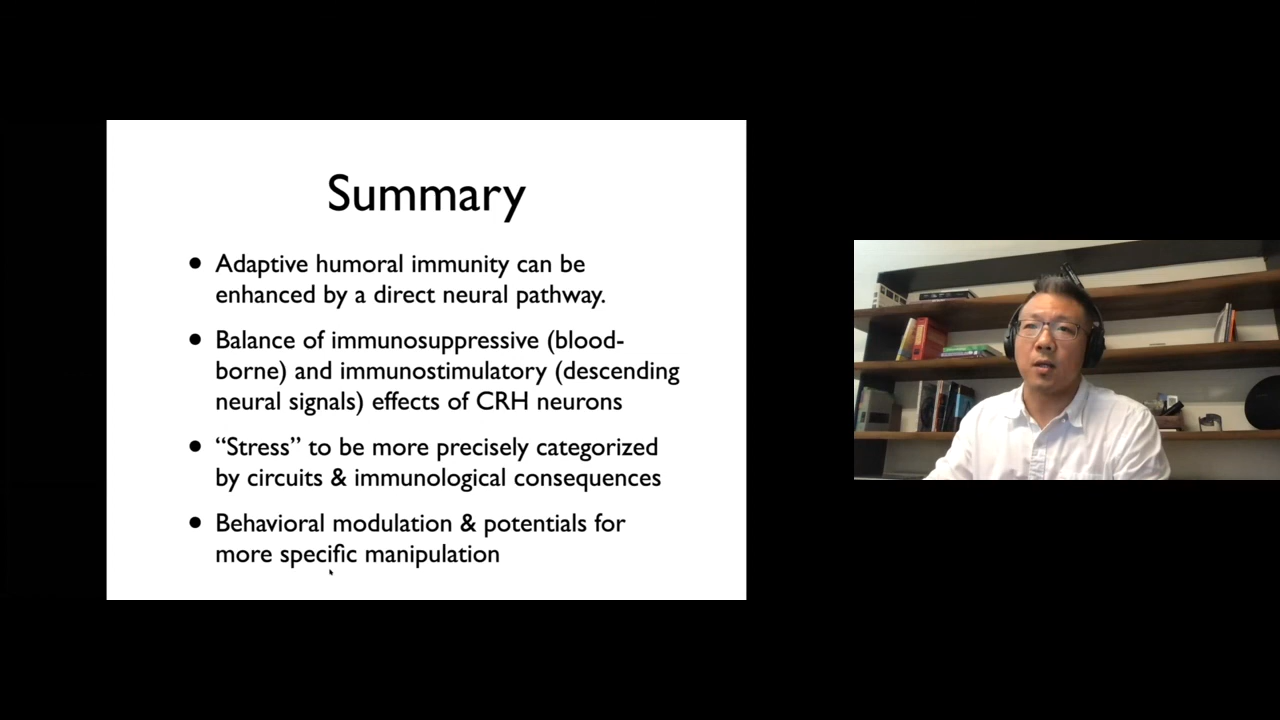 Summary
• Adaptive humoral immunity can be
enhanced by a direct neural pathway.
• Balance of immunosuppressive (blood-
borne) and immunostimulatory (descending
neural signals) effects of CRH neurons
• “Stress” to be more precisely categorized
by circuits & immunological consequences
• Behavioral modulation & potentials for
more specific manipulation